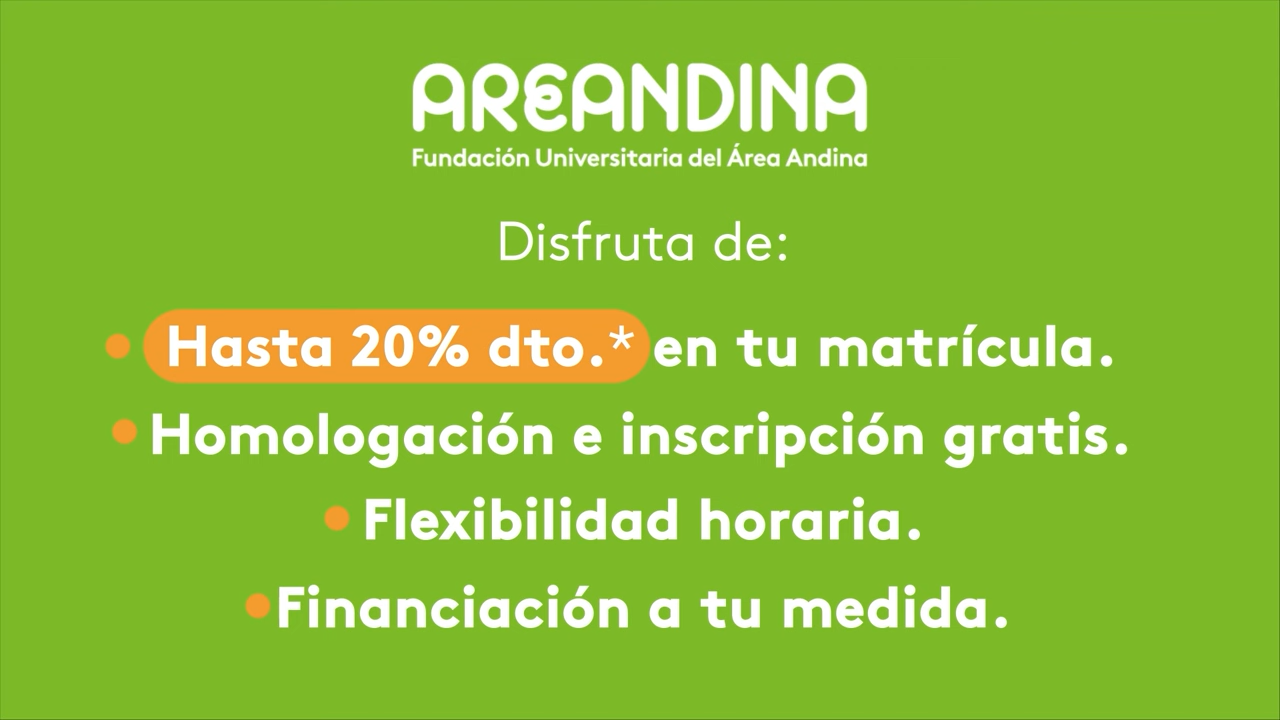 AREANDINA
Fundación Universitaria del Área Andina
Disfruta de:
• Hasta 20% dto.* en tu matrícula.
• Homologación e inscripción gratis.
• Flexibilidad horaria.
• Financiación a tu medida.